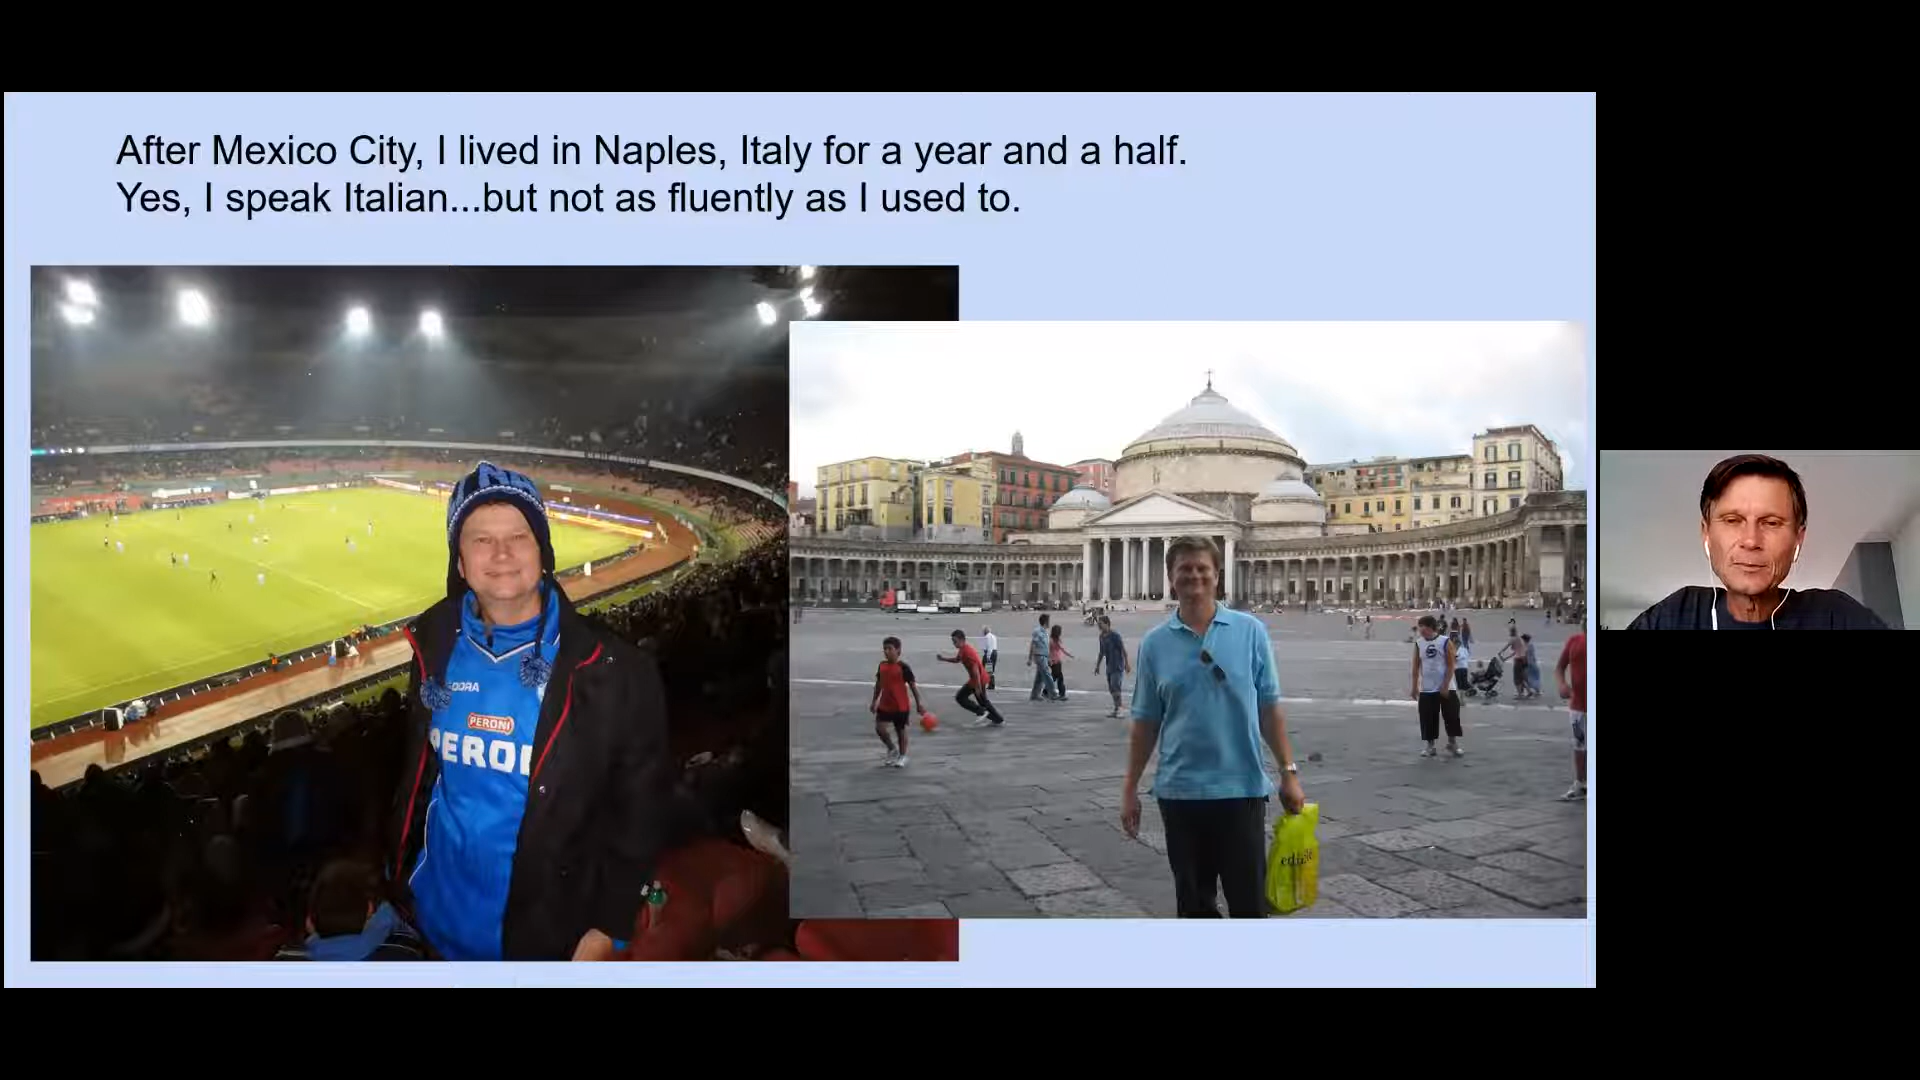 After Mexico City, I lived in Naples, Italy for a year and a half.
Yes, I speak Italian...but not as fluently as I used to.
PERONI